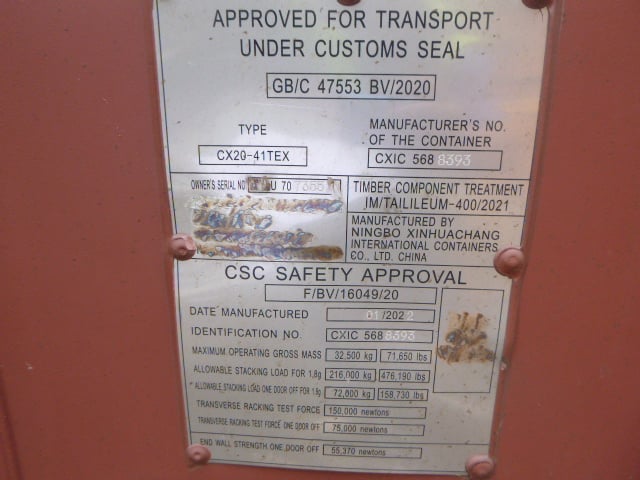 APPROVED FOR TRANSPORT
UNDER CUSTOMS SEAL
GB/C 47553 BV/2020
TYPE
CX20-41TEX
MANUFACTURER'S NO.
OF THE CONTAINER
CXIC 568 8393
OWNER'S SERIAL NO
U 70
TIMBER COMPONENT TREATMENT
IM/TAILILEUM-400/2021
MANUFACTURED BY
NINGBO XINHUACHANG
INTERNATIONAL CONTAINERS
CO., LTD. CHINA
CSC SAFETY APPROVAL
F/BV/16049/20
DATE MANUFACTURED 01/2022
IDENTIFICATION NO. CXIC 568 8393
MAXIMUM OPERATING GROSS MASS 32,500 kg 71,650 lbs
ALLOWABLE STACKING LOAD FOR 1.8g 216,000 kg 476,190 lbs
ALLOWABLE STACKING LOAD ONE DOOR OFF FOR 1.8g 72,000 kg 158,730 lbs
TRANSVERSE RACKING TEST FORCE 150,000 newtons
TRANSVERSE RACKING TEST FORCE ONE DOOR OFF 75,000 newtons
END WALL STRENGTH ONE DOOR OFF 55,370 newtons